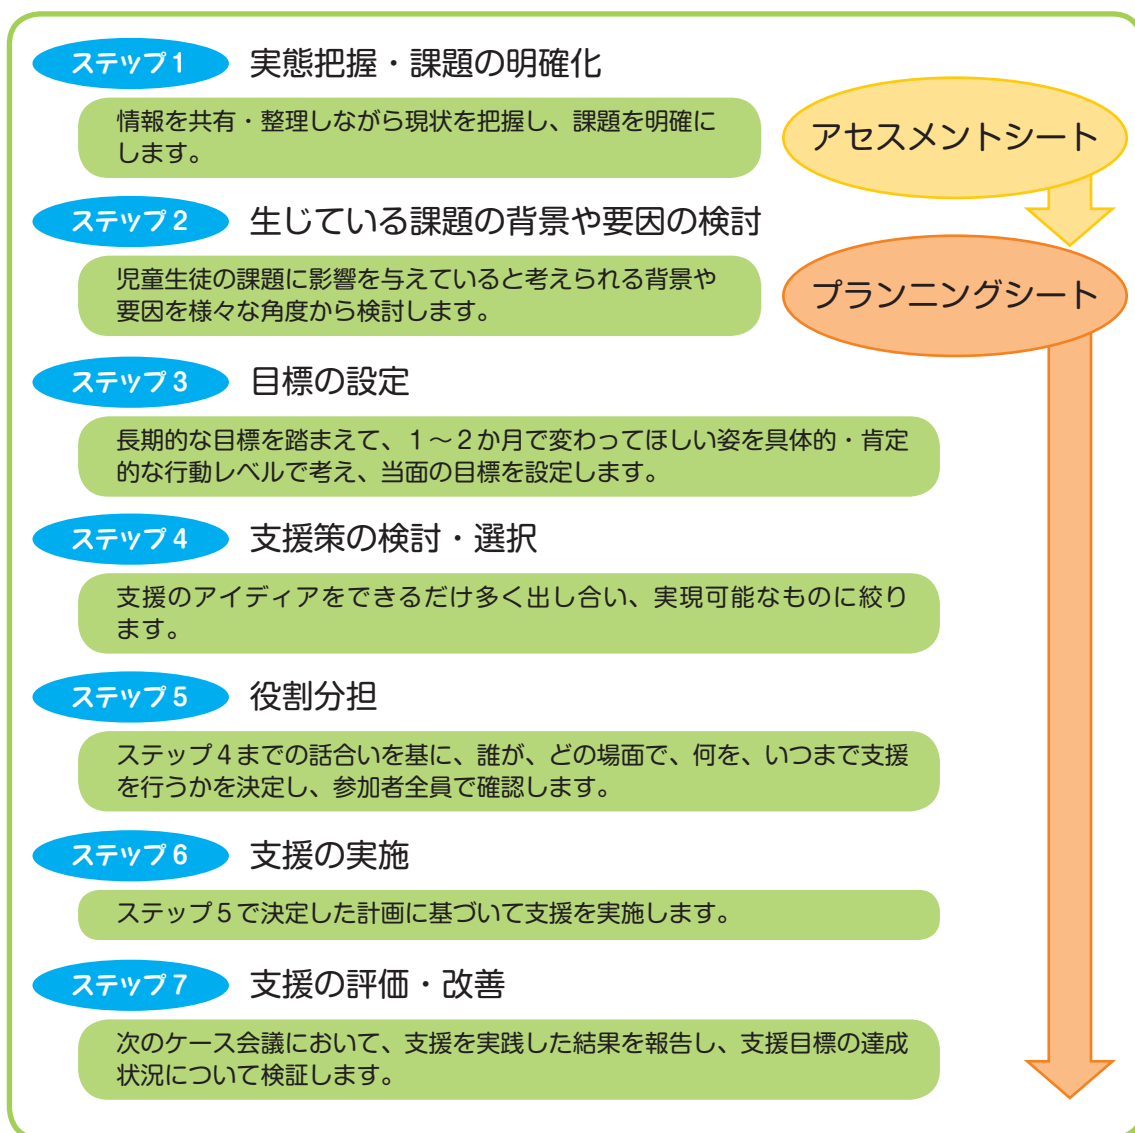 ステップ1 実態把握・課題の明確化
情報を共有・整理しながら現状を把握し、課題を明確に
します。
アセスメントシート
ステップ2 生じている課題の背景や要因の検討
児童生徒の課題に影響を与えていると考えられる背景や
要因を様々な角度から検討します。
プランニングシート
ステップ3 目標の設定
長期的な目標を踏まえて、1~2か月で変わってほしい姿を具体的・肯定
的な行動レベルで考え、当面の目標を設定します。
ステップ4 支援策の検討・選択
支援のアイディアをできるだけ多く出し合い、実現可能なものに絞り
ます。
ステップ5 役割分担
ステップ4までの話合いを基に、誰が、どの場面で、何を、いつまで支援
を行うかを決定し、参加者全員で確認します。
ステップ6 支援の実施
ステップ5で決定した計画に基づいて支援を実施します。
ステップ7 支援の評価・改善
次のケース会議において、支援を実践した結果を報告し、支援目標の達成
状況について検証します。